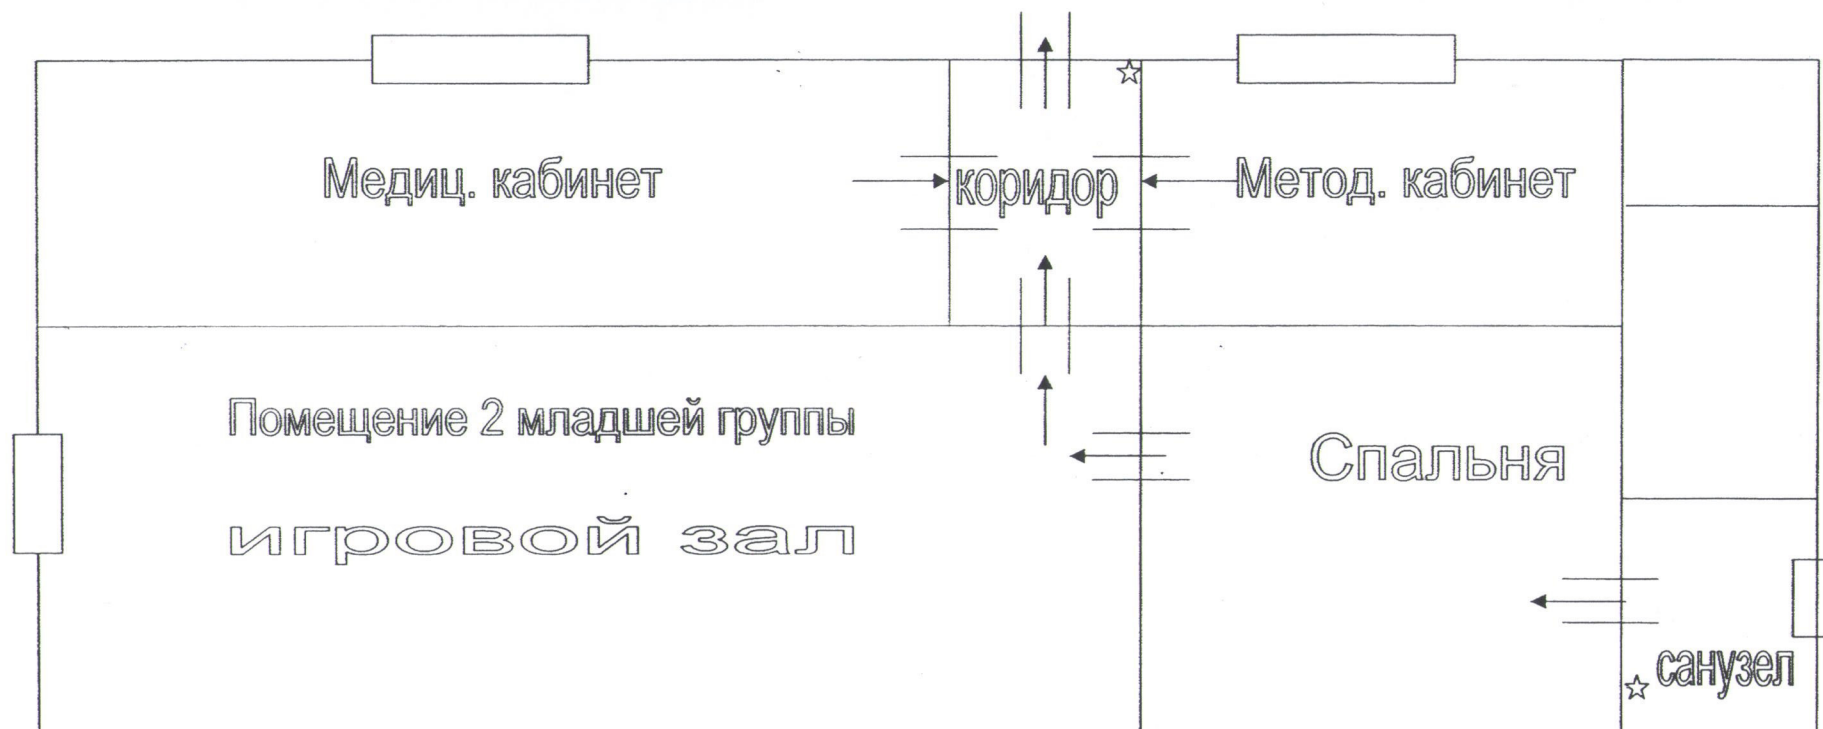 Медиц. кабинет
коридор
Метод. кабинет
Помещение 2 младшей группы
игровой зал
Спальня
санузел